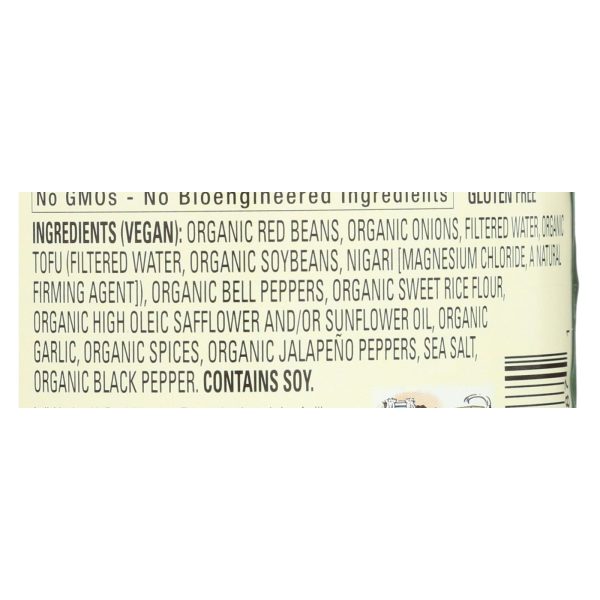 No GMOs - No Bioengineered Ingredients GLUTEN FREE
INGREDIENTS (VEGAN): ORGANIC RED BEANS, ORGANIC ONIONS, FILTERED WATER, ORGANIC
TOFU (FILTERED WATER, ORGANIC SOYBEANS, NIGARI [MAGNESIUM CHLORIDE, A NATURAL
FIRMING AGENT]), ORGANIC BELL PEPPERS, ORGANIC SWEET RICE FLOUR,
ORGANIC HIGH OLEIC SAFFLOWER AND/OR SUNFLOWER OIL, ORGANIC
GARLIC, ORGANIC SPICES, ORGANIC JALAPEÑO PEPPERS, SEA SALT,
ORGANIC BLACK PEPPER. CONTAINS SOY.